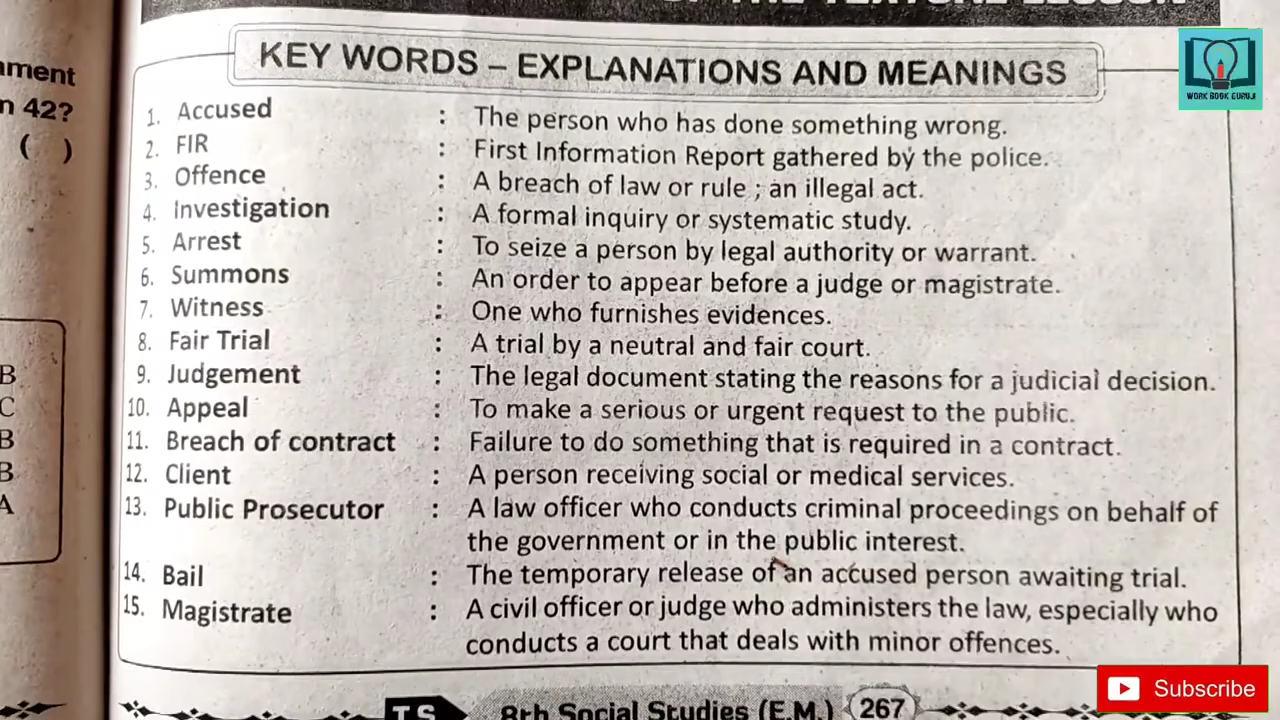 KEY WORDS – EXPLANATIONS AND MEANINGS
WORK BOOK GURUJI
n 42?
( )
1. Accused : The person who has done something wrong.
2. FIR : First Information Report gathered by the police.
3. Offence : A breach of law or rule ; an illegal act.
4. Investigation : A formal inquiry or systematic study.
5. Arrest : To seize a person by legal authority or warrant.
6. Summons : An order to appear before a judge or magistrate.
7. Witness : One who furnishes evidences.
8. Fair Trial : A trial by a neutral and fair court.
9. Judgement : The legal document stating the reasons for a judicial decision.
10. Appeal : To make a serious or urgent request to the public.
11. Breach of contract : Failure to do something that is required in a contract.
12. Client : A person receiving social or medical services.
13. Public Prosecutor : A law officer who conducts criminal proceedings on behalf of
the government or in the public interest.
14. Bail : The temporary release of an accused person awaiting trial.
15. Magistrate : A civil officer or judge who administers the law, especially who
conducts a court that deals with minor offences.
B
C
B
B
A
TS 8th Social Studies (E.M.) 267
Subscribe